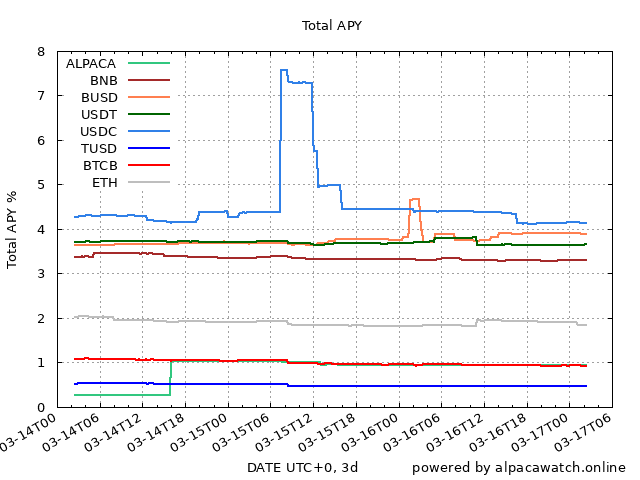 Total APY
Total APY %
8
7
6
5
4
3
2
1
0
ALPACA
BNB
BUSD
USDT
USDC
TUSD
BTCB
ETH
03-14T00
03-14T06
03-14T12
03-14T18
03-15T00
03-15T06
03-15T12
03-15T18
03-16T00
03-16T06
03-16T12
03-16T18
03-17T00
03-17T06
DATE UTC+0, 3d
powered by alpacawatch.online